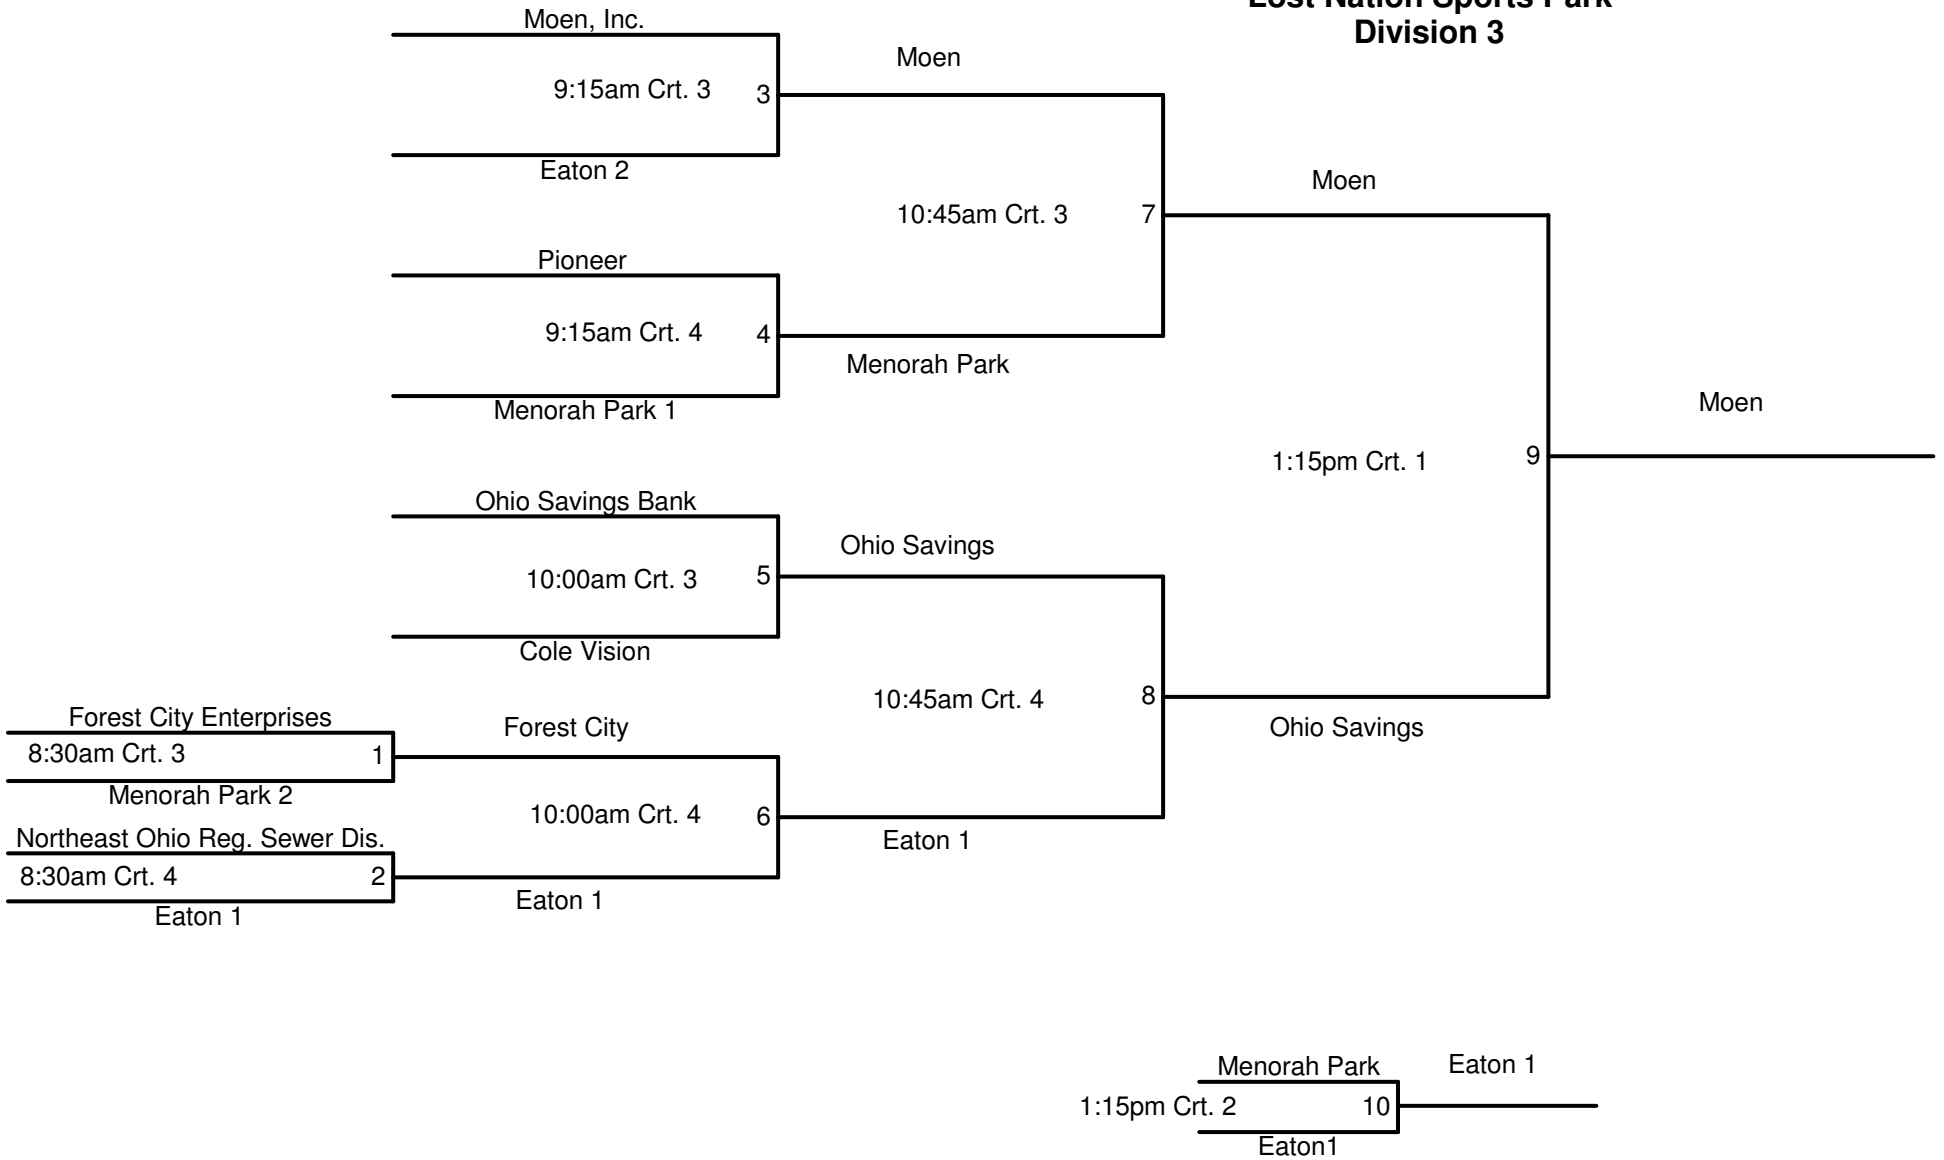 Lost Nation Sports Park
Division 3
Moen, Inc.
9:15am Crt. 3
3
Eaton 2
Moen
Pioneer
9:15am Crt. 4
4
Menorah Park 1
Menorah Park
10:45am Crt. 3
7
Moen
Ohio Savings Bank
10:00am Crt. 3
5
Cole Vision
Ohio Savings
Forest City Enterprises
8:30am Crt. 3
1
Menorah Park 2
Forest City
Northeast Ohio Reg. Sewer Dis.
8:30am Crt. 4
2
Eaton 1
Eaton 1
10:00am Crt. 4
6
Eaton 1
10:45am Crt. 4
8
Ohio Savings
1:15pm Crt. 1
9
Moen
Menorah Park
1:15pm Crt. 2
10
Eaton1
Eaton 1